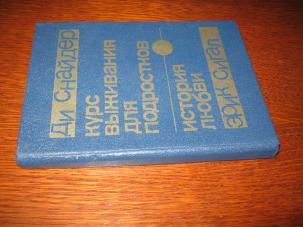 Ди Снайдер
курс
выживания
для
подростков
история
любви
Эрик Сигал